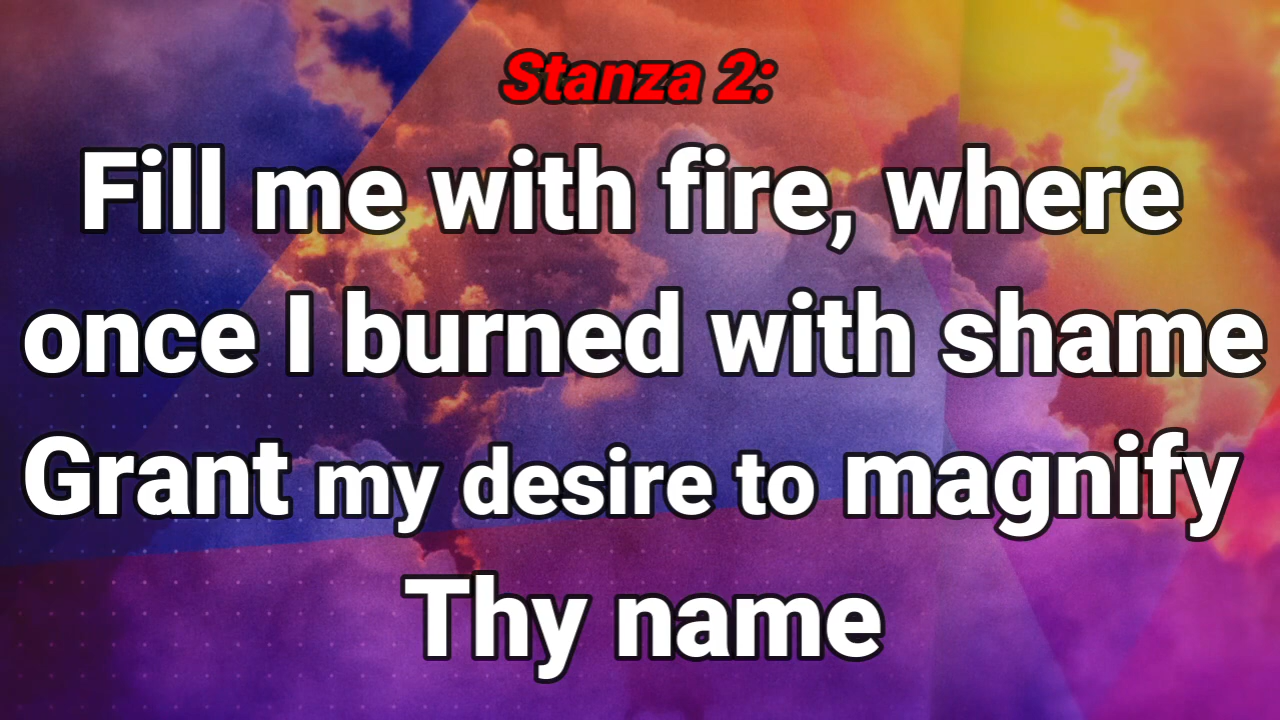 Stanza 2:
Fill me with fire, where
once I burned with shame
Grant my desire to magnify
Thy name